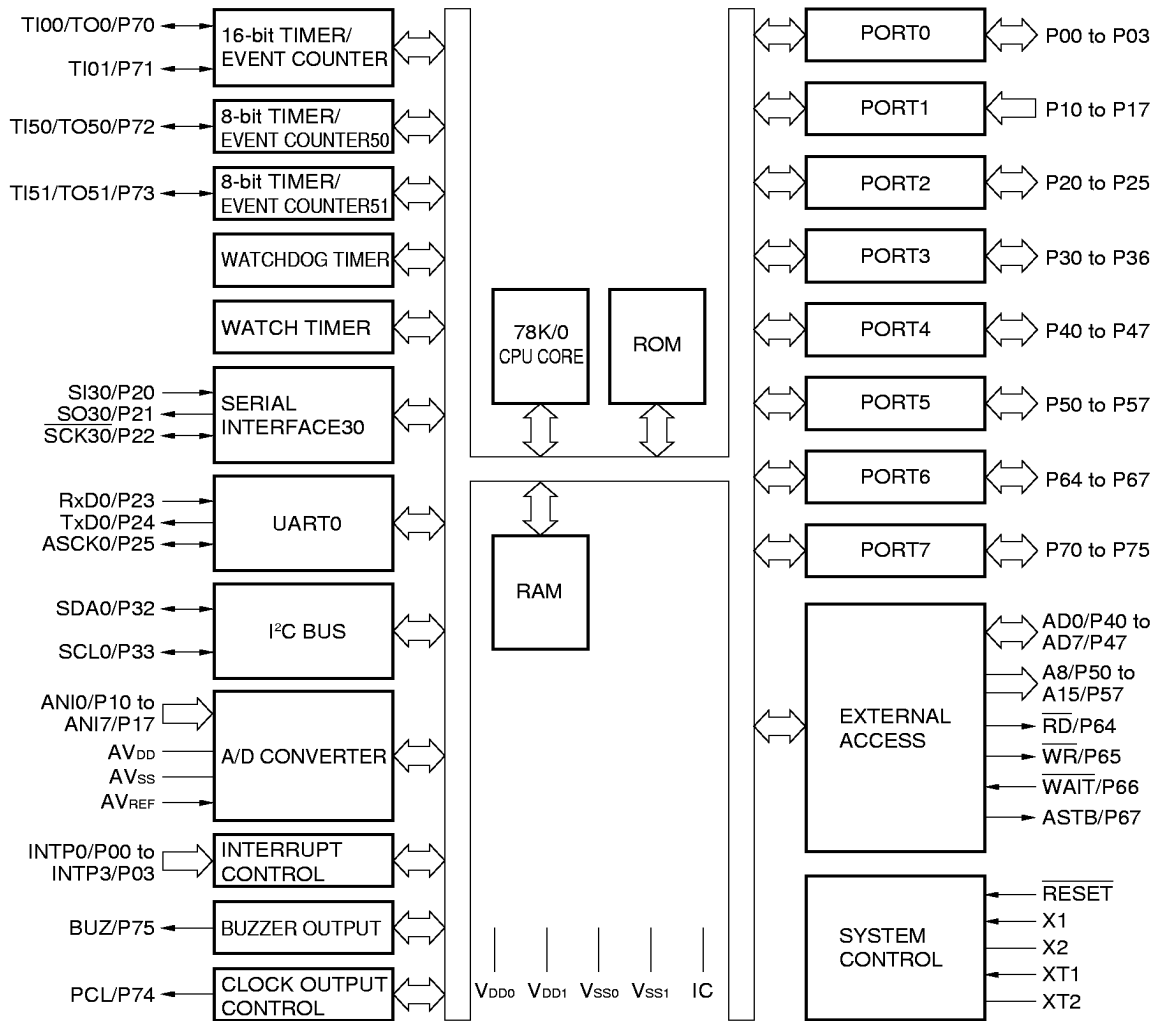 TI00/TO0/P70
TI01/P71
16-bit TIMER/
EVENT COUNTER
TI50/TO50/P72
8-bit TIMER/
EVENT COUNTER50
TI51/TO51/P73
8-bit TIMER/
EVENT COUNTER51
WATCHDOG TIMER
WATCH TIMER
SI30/P20
SO30/P21
S̅C̅K̅3̅0̅/P22
SERIAL
INTERFACE30
RxD0/P23
TxD0/P24
ASCK0/P25
UART0
SDA0/P32
SCL0/P33
I²C BUS
ANI0/P10 to
ANI7/P17
AVDD
AVSS
AVREF
A/D CONVERTER
INTP0/P00 to
INTP3/P03
INTERRUPT
CONTROL
BUZ/P75
BUZZER OUTPUT
PCL/P74
CLOCK OUTPUT
CONTROL
78K/0
CPU CORE
ROM
RAM
VDD0
VDD1
VSS0
VSS1
IC
PORT0
P00 to P03
PORT1
P10 to P17
PORT2
P20 to P25
PORT3
P30 to P36
PORT4
P40 to P47
PORT5
P50 to P57
PORT6
P64 to P67
PORT7
P70 to P75
EXTERNAL
ACCESS
AD0/P40 to
AD7/P47
A8/P50 to
A15/P57
R̅D̅/P64
W̅R̅/P65
W̅A̅I̅T̅/P66
ASTB/P67
SYSTEM
CONTROL
R̅E̅S̅E̅T̅
X1
X2
XT1
XT2